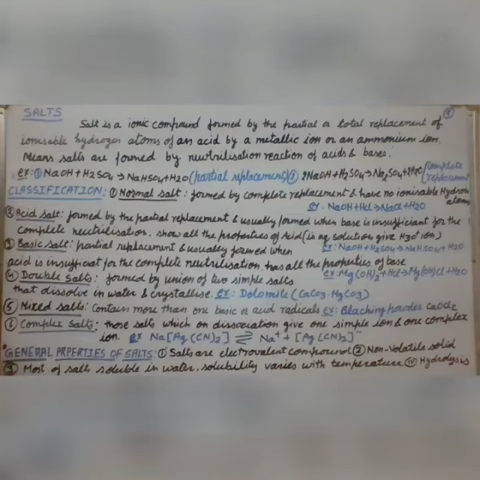 SALTS
Salt is a ionic compound formed by the partial or total replacement of
ionisable hydrogen atoms of an acid by a metallic ion or an ammonium ion.
Means salts are formed by neutrilisation reaction of acids & bases.
ex: ① NaOH + H2SO4 → NaHSO4 + H2O (partial replacement) ② 2NaOH + H2SO4 → Na2SO4 + 2H2O (complete replacement)
CLASSIFICATION: ① Normal salt: formed by complete replacement & have no ionisable Hydrogen atoms
ex: NaOH + HCl → NaCl + H2O
② Acid salt: formed by the partial replacement & usually formed when base is insufficient for the
complete neutrilisation, show all the properties of Acid (in aq. solution, give H3O+ ion)
ex: NaOH + H2SO4 → NaHSO4 + H2O
③ Basic salt: partial replacement & usually formed when
acid is insufficient for the complete neutrilisation, has all the properties of base
ex: Mg(OH)2 + HCl → Mg(OH)Cl + H2O
④ Double Salts: formed by union of two simple salts
that dissolve in water & crystallise. ex: Dolomite (CaCO3.MgCO3)
⑤ Mixed salts: Contain more than one basic or acid radicals ex: Blaching powder CaOCl2
⑥ Complex Salts: those salts which on dissociation give one simple ion & one complex
ion. ex Na[Ag(CN)2] ⇌ Na+ + [Ag(CN)2]-
GENERAL PRPERTIES OF SALTS: ① Salts are electrovalent compound ② Non-Volatile solid
③ Most of salts soluble in water, solubility varies with temperature ④ Hydrolysis